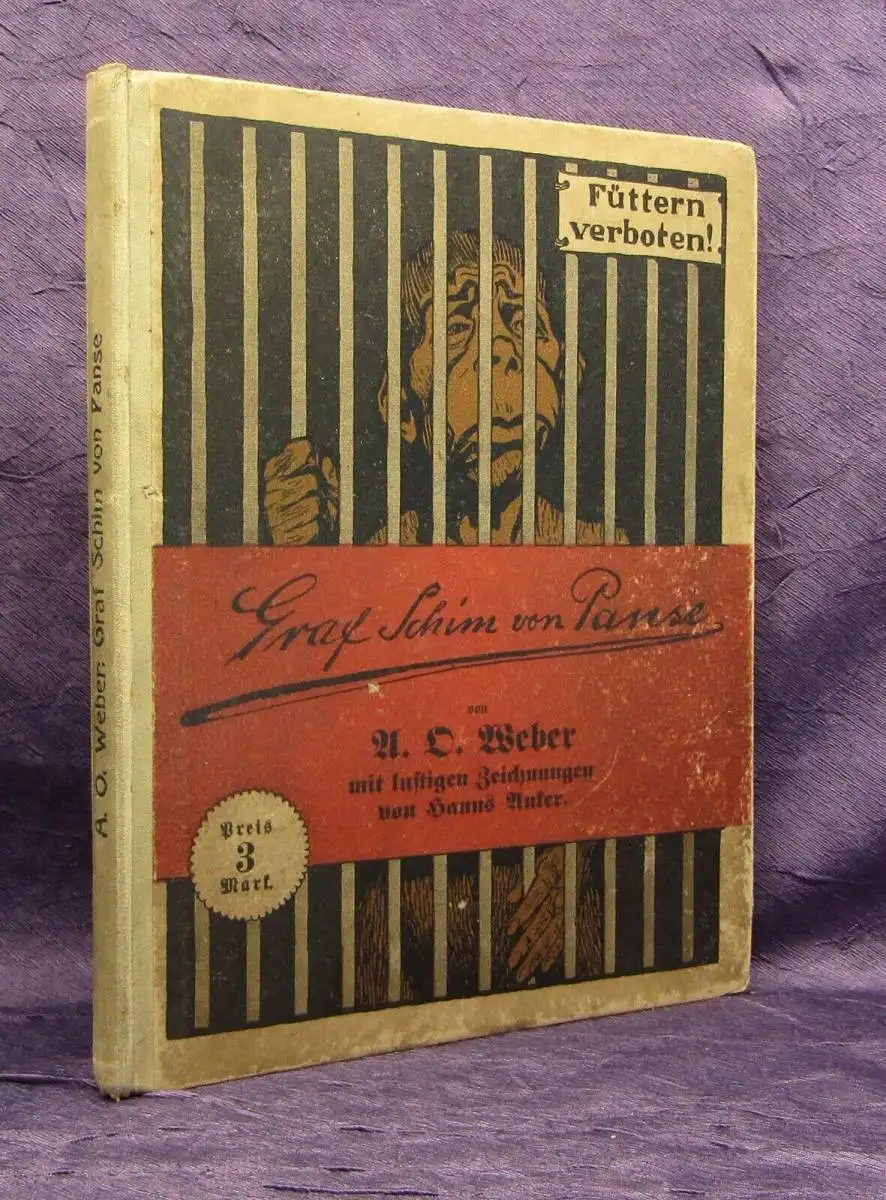 Füttern
verboten!
Graf Schim von Panse
von
A. O. Weber
mit lustigen Zeichnungen
von Hanns Anker.
Preis
3
Mark.
A. O. Weber: Graf Schim von Panse